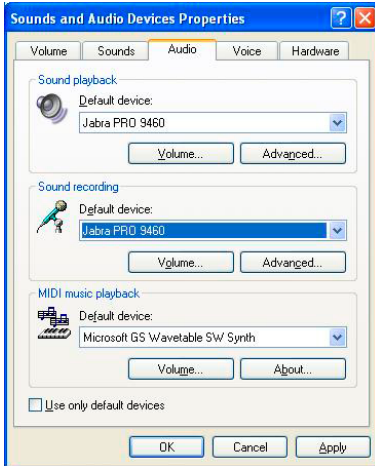 Sounds and Audio Devices Properties
Volume Sounds Audio Voice Hardware
Sound playback
Default device:
Jabra PRO 9460
Volume... Advanced...
Sound recording
Default device:
Jabra PRO 9460
Volume... Advanced...
MIDI music playback
Default device:
Microsoft GS Wavetable SW Synth
Volume... About...
Use only default devices
OK Cancel Apply